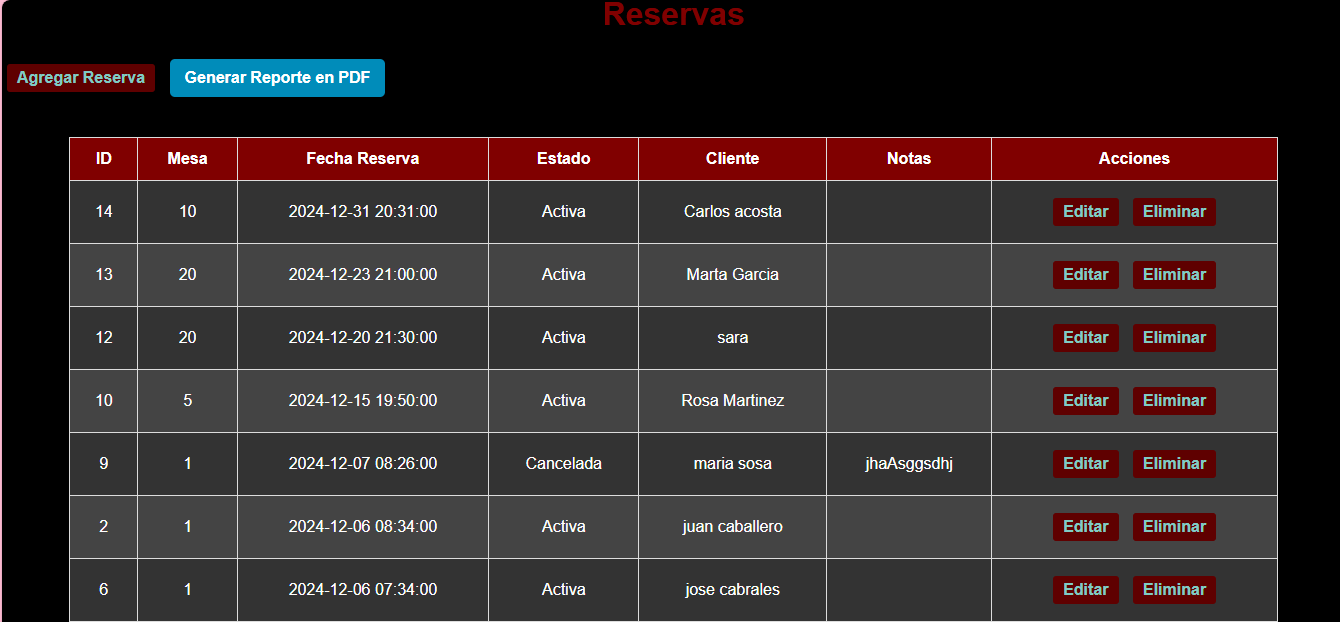 Reservas
Agregar Reserva Generar Reporte en PDF
ID Mesa Fecha Reserva Estado Cliente Notas Acciones
14 10 2024-12-31 20:31:00 Activa Carlos acosta Editar Eliminar
13 20 2024-12-23 21:00:00 Activa Marta Garcia Editar Eliminar
12 20 2024-12-20 21:30:00 Activa sara Editar Eliminar
10 5 2024-12-15 19:50:00 Activa Rosa Martinez Editar Eliminar
9 1 2024-12-07 08:26:00 Cancelada maria sosa jhaAsggsdhj Editar Eliminar
2 1 2024-12-06 08:34:00 Activa juan caballero Editar Eliminar
6 1 2024-12-06 07:34:00 Activa jose cabrales Editar Eliminar